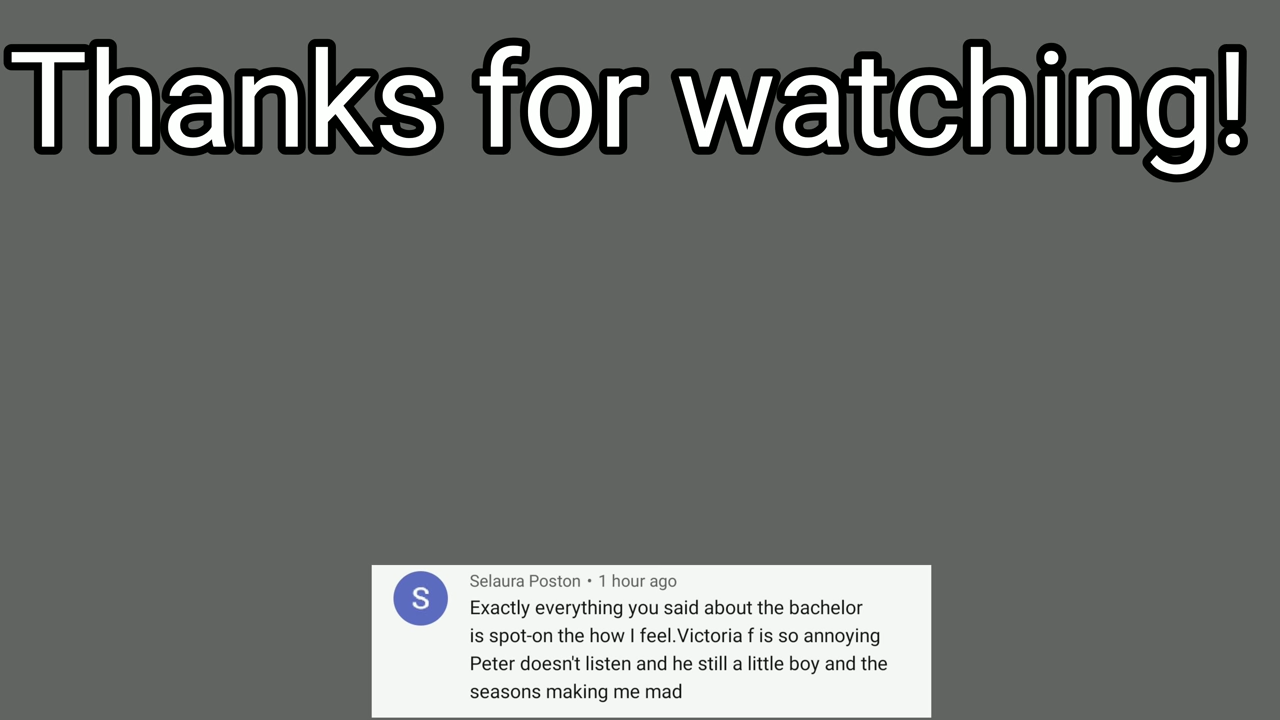 Thanks for watching!
S
Selaura Poston • 1 hour ago
Exactly everything you said about the bachelor
is spot-on the how I feel.Victoria f is so annoying
Peter doesn't listen and he still a little boy and the
seasons making me mad